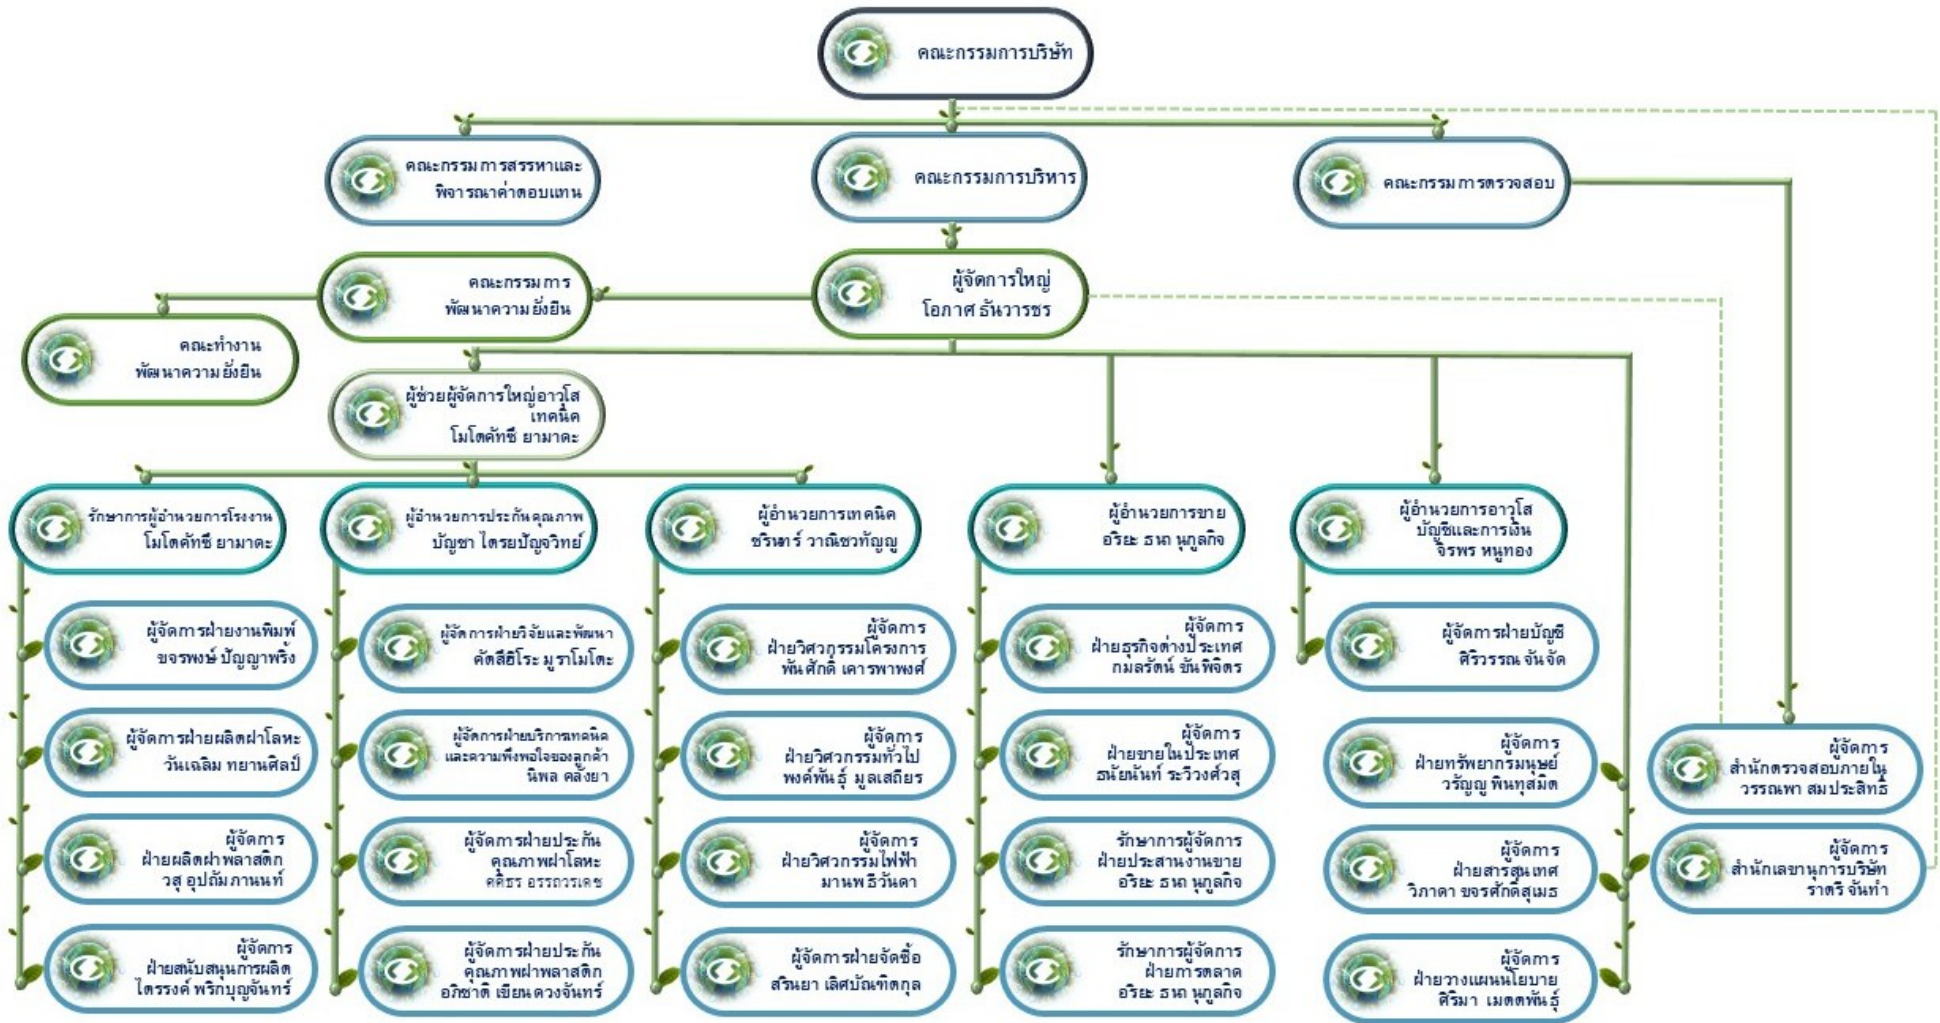 คณะกรรมการบริษัท
คณะกรรมการสรรหาและ
พิจารณาค่าตอบแทน
คณะกรรมการบริหาร
คณะกรรมการตรวจสอบ
คณะกรรมการ
พัฒนาความยั่งยืน
ผู้จัดการใหญ่
โอภาศ ธันวารชร
คณะทำงาน
พัฒนาความยั่งยืน
ผู้ช่วยผู้จัดการใหญ่อาวุโส
เทคนิค
โมโตคัทซึ ยามาดะ
รักษาการผู้อำนวยการโรงงาน
โมโตคัทซึ ยามาดะ
ผู้อำนวยการประกันคุณภาพ
บัญชา ไตรยปัญจวิทย์
ผู้อำนวยการเทคนิค
ชรินทร์ วาณิชวทัญญู
ผู้อำนวยการขาย
อริยะ ธนานุกูลกิจ
ผู้อำนวยการอาวุโส
บัญชีและการเงิน
จิรพร หนูทอง
ผู้จัดการฝ่ายงานพิมพ์
ขจรพงษ์ ปัญญาพริ้ง
ผู้จัดการฝ่ายวิจัยและพัฒนา
คัตสึฮิโระ มูราโมโตะ
ผู้จัดการ
ฝ่ายวิศวกรรมโครงการ
พันศักดิ์ เคารพาพงศ์
ผู้จัดการ
ฝ่ายธุรกิจต่างประเทศ
กมลรัตน์ ขันพิจิตร
ผู้จัดการฝ่ายบัญชี
ศิริวรรณ จันจัด
ผู้จัดการฝ่ายผลิตฝาโลหะ
วันเฉลิม ทยานศิลป์
ผู้จัดการฝ่ายบริการเทคนิค
และความพึงพอใจของลูกค้า
นิพล คลังยา
ผู้จัดการ
ฝ่ายวิศวกรรมทั่วไป
พงค์พันธุ์ มูลเสถียร
ผู้จัดการ
ฝ่ายขายในประเทศ
ธนัยนันท์ ระวีวงศ์วสุ
ผู้จัดการ
ฝ่ายทรัพยากรมนุษย์
วรัญญู พินทุสมิต
ผู้จัดการ
สำนักตรวจสอบภายใน
วรรณพา สมประสิทธิ์
ผู้จัดการ
ฝ่ายผลิตฝาพลาสติก
วสุ อุปถัมภานนท์
ผู้จัดการฝ่ายประกัน
คุณภาพฝาโลหะ
ศศิธร อรรถวรเดช
ผู้จัดการ
ฝ่ายวิศวกรรมไฟฟ้า
มานพ ธิวันดา
รักษาการผู้จัดการ
ฝ่ายประสานงานขาย
อริยะ ธนานุกูลกิจ
ผู้จัดการ
ฝ่ายสารสนเทศ
วิภาดา ขจรศักดิ์สุเมธ
ผู้จัดการ
สำนักเลขานุการบริษัท
ราตรี จันทำ
ผู้จัดการ
ฝ่ายสนับสนุนการผลิต
ไตรรงค์ พริกบุญจันทร์
ผู้จัดการฝ่ายประกัน
คุณภาพฝาพลาสติก
อภิชาติ เขียนดวงจันทร์
ผู้จัดการฝ่ายจัดซื้อ
สรินยา เลิศบัณฑิตกุล
รักษาการผู้จัดการ
ฝ่ายการตลาด
อริยะ ธนานุกูลกิจ
ผู้จัดการ
ฝ่ายวางแผนนโยบาย
ศิริมา เมตตพันธุ์